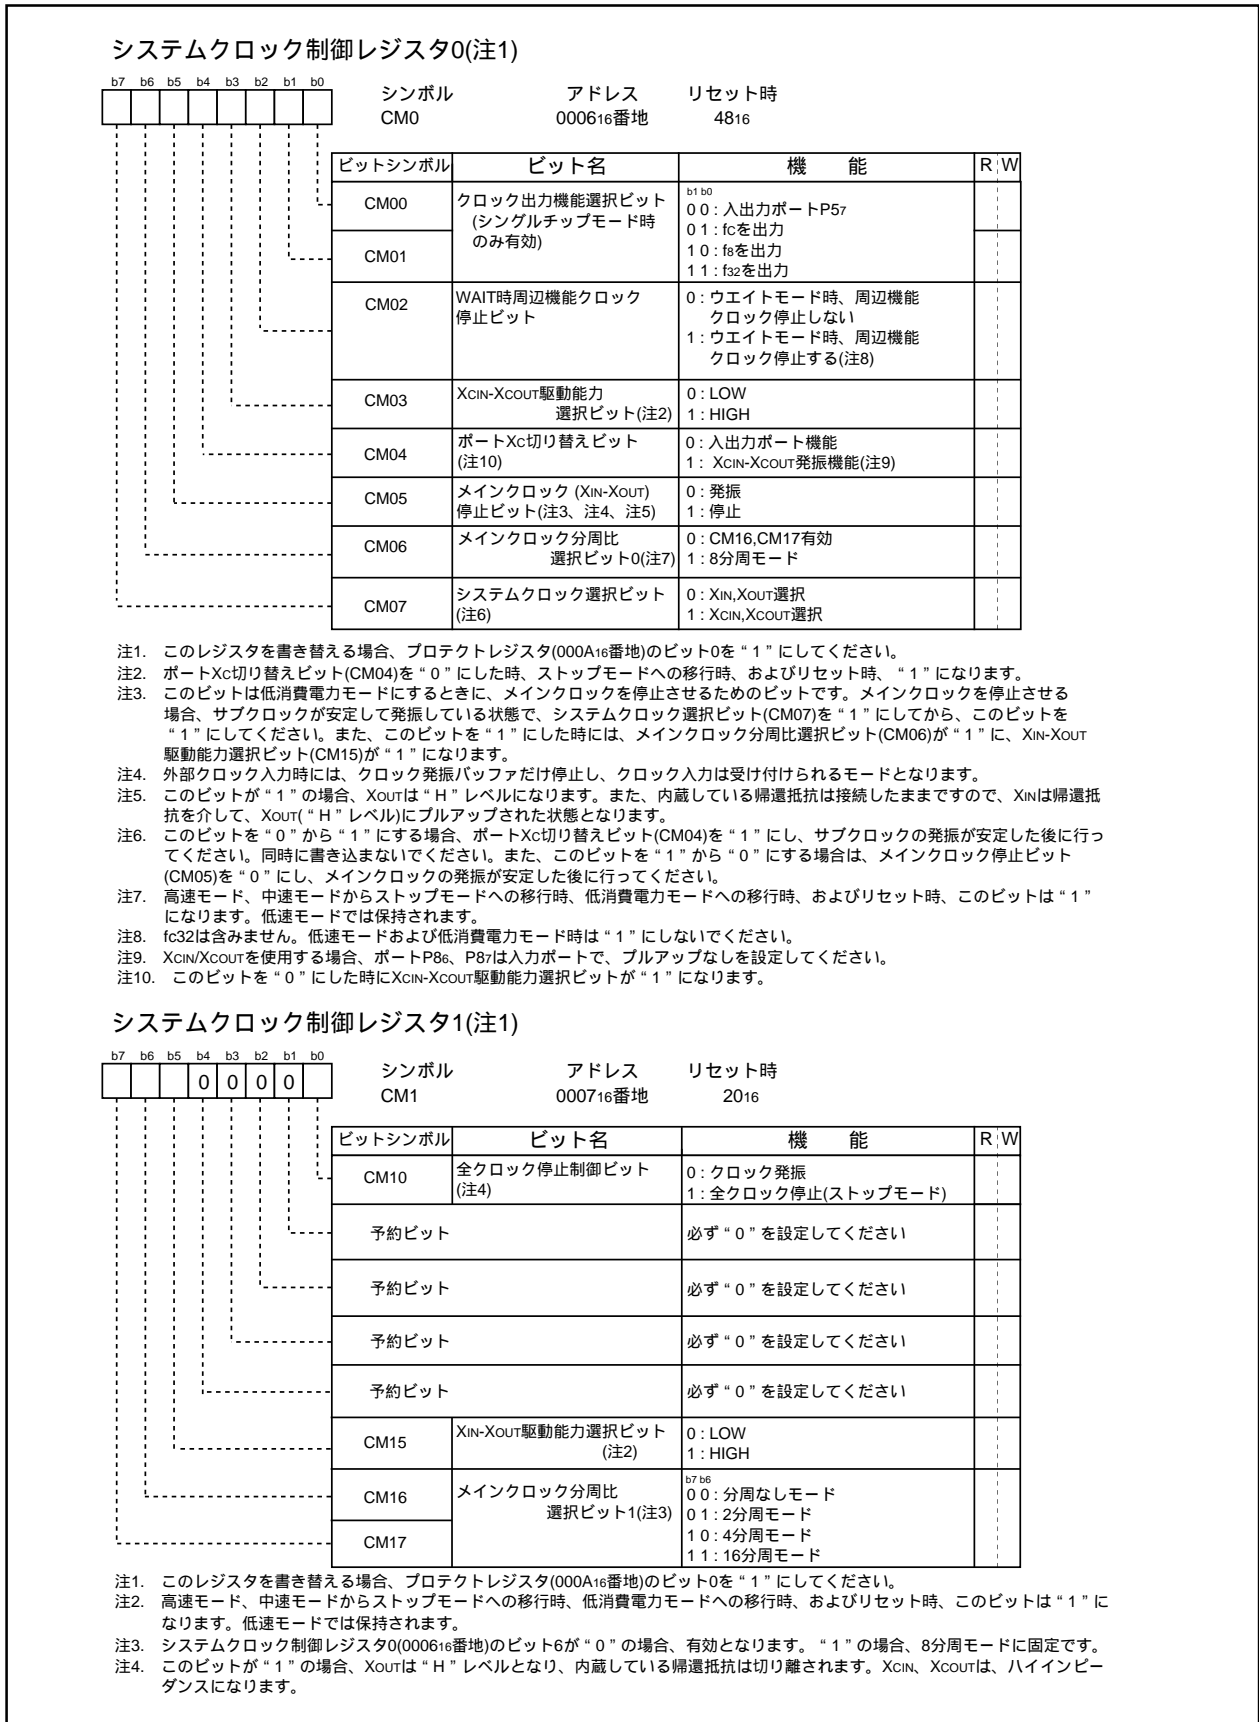 システムクロック制御レジスタ0(注1)
b7 b6 b5 b4 b3 b2 b1 b0
シンボル アドレス リセット時
CM0 000616番地 4816
ビットシンボル ビット名 機 能 R W
CM00 クロック出力機能選択ビット
(シングルチップモード時
のみ有効)
b1 b0
0 0 : 入出力ポートP57
0 1 : fCを出力
CM01 1 0 : f8を出力
1 1 : f32を出力
CM02 WAIT時周辺機能クロック
停止ビット
0 : ウエイトモード時、周辺機能
クロック停止しない
1 : ウエイトモード時、周辺機能
クロック停止する(注8)
CM03 XCIN-XCOUT駆動能力
選択ビット(注2)
0 : LOW
1 : HIGH
CM04 ポートXC切り替えビット
(注10)
0 : 入出力ポート機能
1 : XCIN-XCOUT発振機能(注9)
CM05 メインクロック (XIN-XOUT)
停止ビット(注3、注4、注5)
0 : 発振
1 : 停止
CM06 メインクロック分周比
選択ビット0(注7)
0 : CM16,CM17有効
1 : 8分周モード
CM07 システムクロック選択ビット
(注6)
0 : XIN,XOUT選択
1 : XCIN,XCOUT選択
注1. このレジスタを書き替える場合、プロテクトレジスタ(000A16番地)のビット0を“ 1 ” にしてください。
注2. ポートXC切り替えビット(CM04)を“ 0 ” にした時、ストップモードへの移行時、およびリセット時、“ 1 ” になります。
注3. このビットは低消費電力モードにするときに、メインクロックを停止させるためのビットです。メインクロックを停止させる
場合、サブクロックが安定して発振している状態で、システムクロック選択ビット(CM07)を“ 1 ” にしてから、このビットを
“ 1 ” にしてください。また、このビットを“ 1 ” にした時には、メインクロック分周比選択ビット(CM06)が“ 1 ” に、XIN-XOUT
駆動能力選択ビット(CM15)が“ 1 ” になります。
注4. 外部クロック入力時には、クロック発振バッファだけ停止し、クロック入力は受け付けられるモードとなります。
注5. このビットが“ 1 ” の場合、XOUTは“ H ” レベルになります。また、内蔵している帰還抵抗は接続したままですので、XINは帰還抵
抗を介して、XOUT( “ H ” レベル)にプルアップされた状態となります。
注6. このビットを“ 0 ” から“ 1 ” にする場合、ポートXC切り替えビット(CM04)を“ 1 ” にし、サブクロックの発振が安定した後に行っ
てください。同時に書き込まないでください。また、このビットを“ 1 ” から“ 0 ” にする場合は、メインクロック停止ビット
(CM05)を“ 0 ” にし、メインクロックの発振が安定した後に行ってください。
注7. 高速モード、中速モードからストップモードへの移行時、低消費電力モードへの移行時、およびリセット時、このビットは“ 1 ”
になります。低速モードでは保持されます。
注8. fc32は含みません。低速モードおよび低消費電力モード時は“ 1 ” にしないでください。
注9. XCIN/XCOUTを使用する場合、ポートP86、P87は入力ポートで、プルアップなしを設定してください。
注10. このビットを“ 0 ” にした時にXCIN-XCOUT駆動能力選択ビットが“ 1 ” になります。
システムクロック制御レジスタ1(注1)
b7 b6 b5 b4 b3 b2 b1 b0
0 0 0 0
シンボル アドレス リセット時
CM1 000716番地 2016
ビットシンボル ビット名 機 能 R W
CM10 全クロック停止制御ビット
(注4)
0 : クロック発振
1 : 全クロック停止(ストップモード)
予約ビット 必ず“ 0 ” を設定してください
予約ビット 必ず“ 0 ” を設定してください
予約ビット 必ず“ 0 ” を設定してください
予約ビット 必ず“ 0 ” を設定してください
CM15 XIN-XOUT駆動能力選択ビット
(注2)
0 : LOW
1 : HIGH
CM16 メインクロック分周比
選択ビット1(注3)
b7 b6
0 0 : 分周なしモード
0 1 : 2分周モード
CM17 1 0 : 4分周モード
1 1 : 16分周モード
注1. このレジスタを書き替える場合、プロテクトレジスタ(000A16番地)のビット0を“ 1 ” にしてください。
注2. 高速モード、中速モードからストップモードへの移行時、低消費電力モードへの移行時、およびリセット時、このビットは“ 1 ” に
なります。低速モードでは保持されます。
注3. システムクロック制御レジスタ0(000616番地)のビット6が“ 0 ” の場合、有効となります。“ 1 ” の場合、8分周モードに固定です。
注4. このビットが“ 1 ” の場合、XOUTは“ H ” レベルとなり、内蔵している帰還抵抗は切り離されます。XCIN、XCOUTは、ハイインピー
ダンスになります。